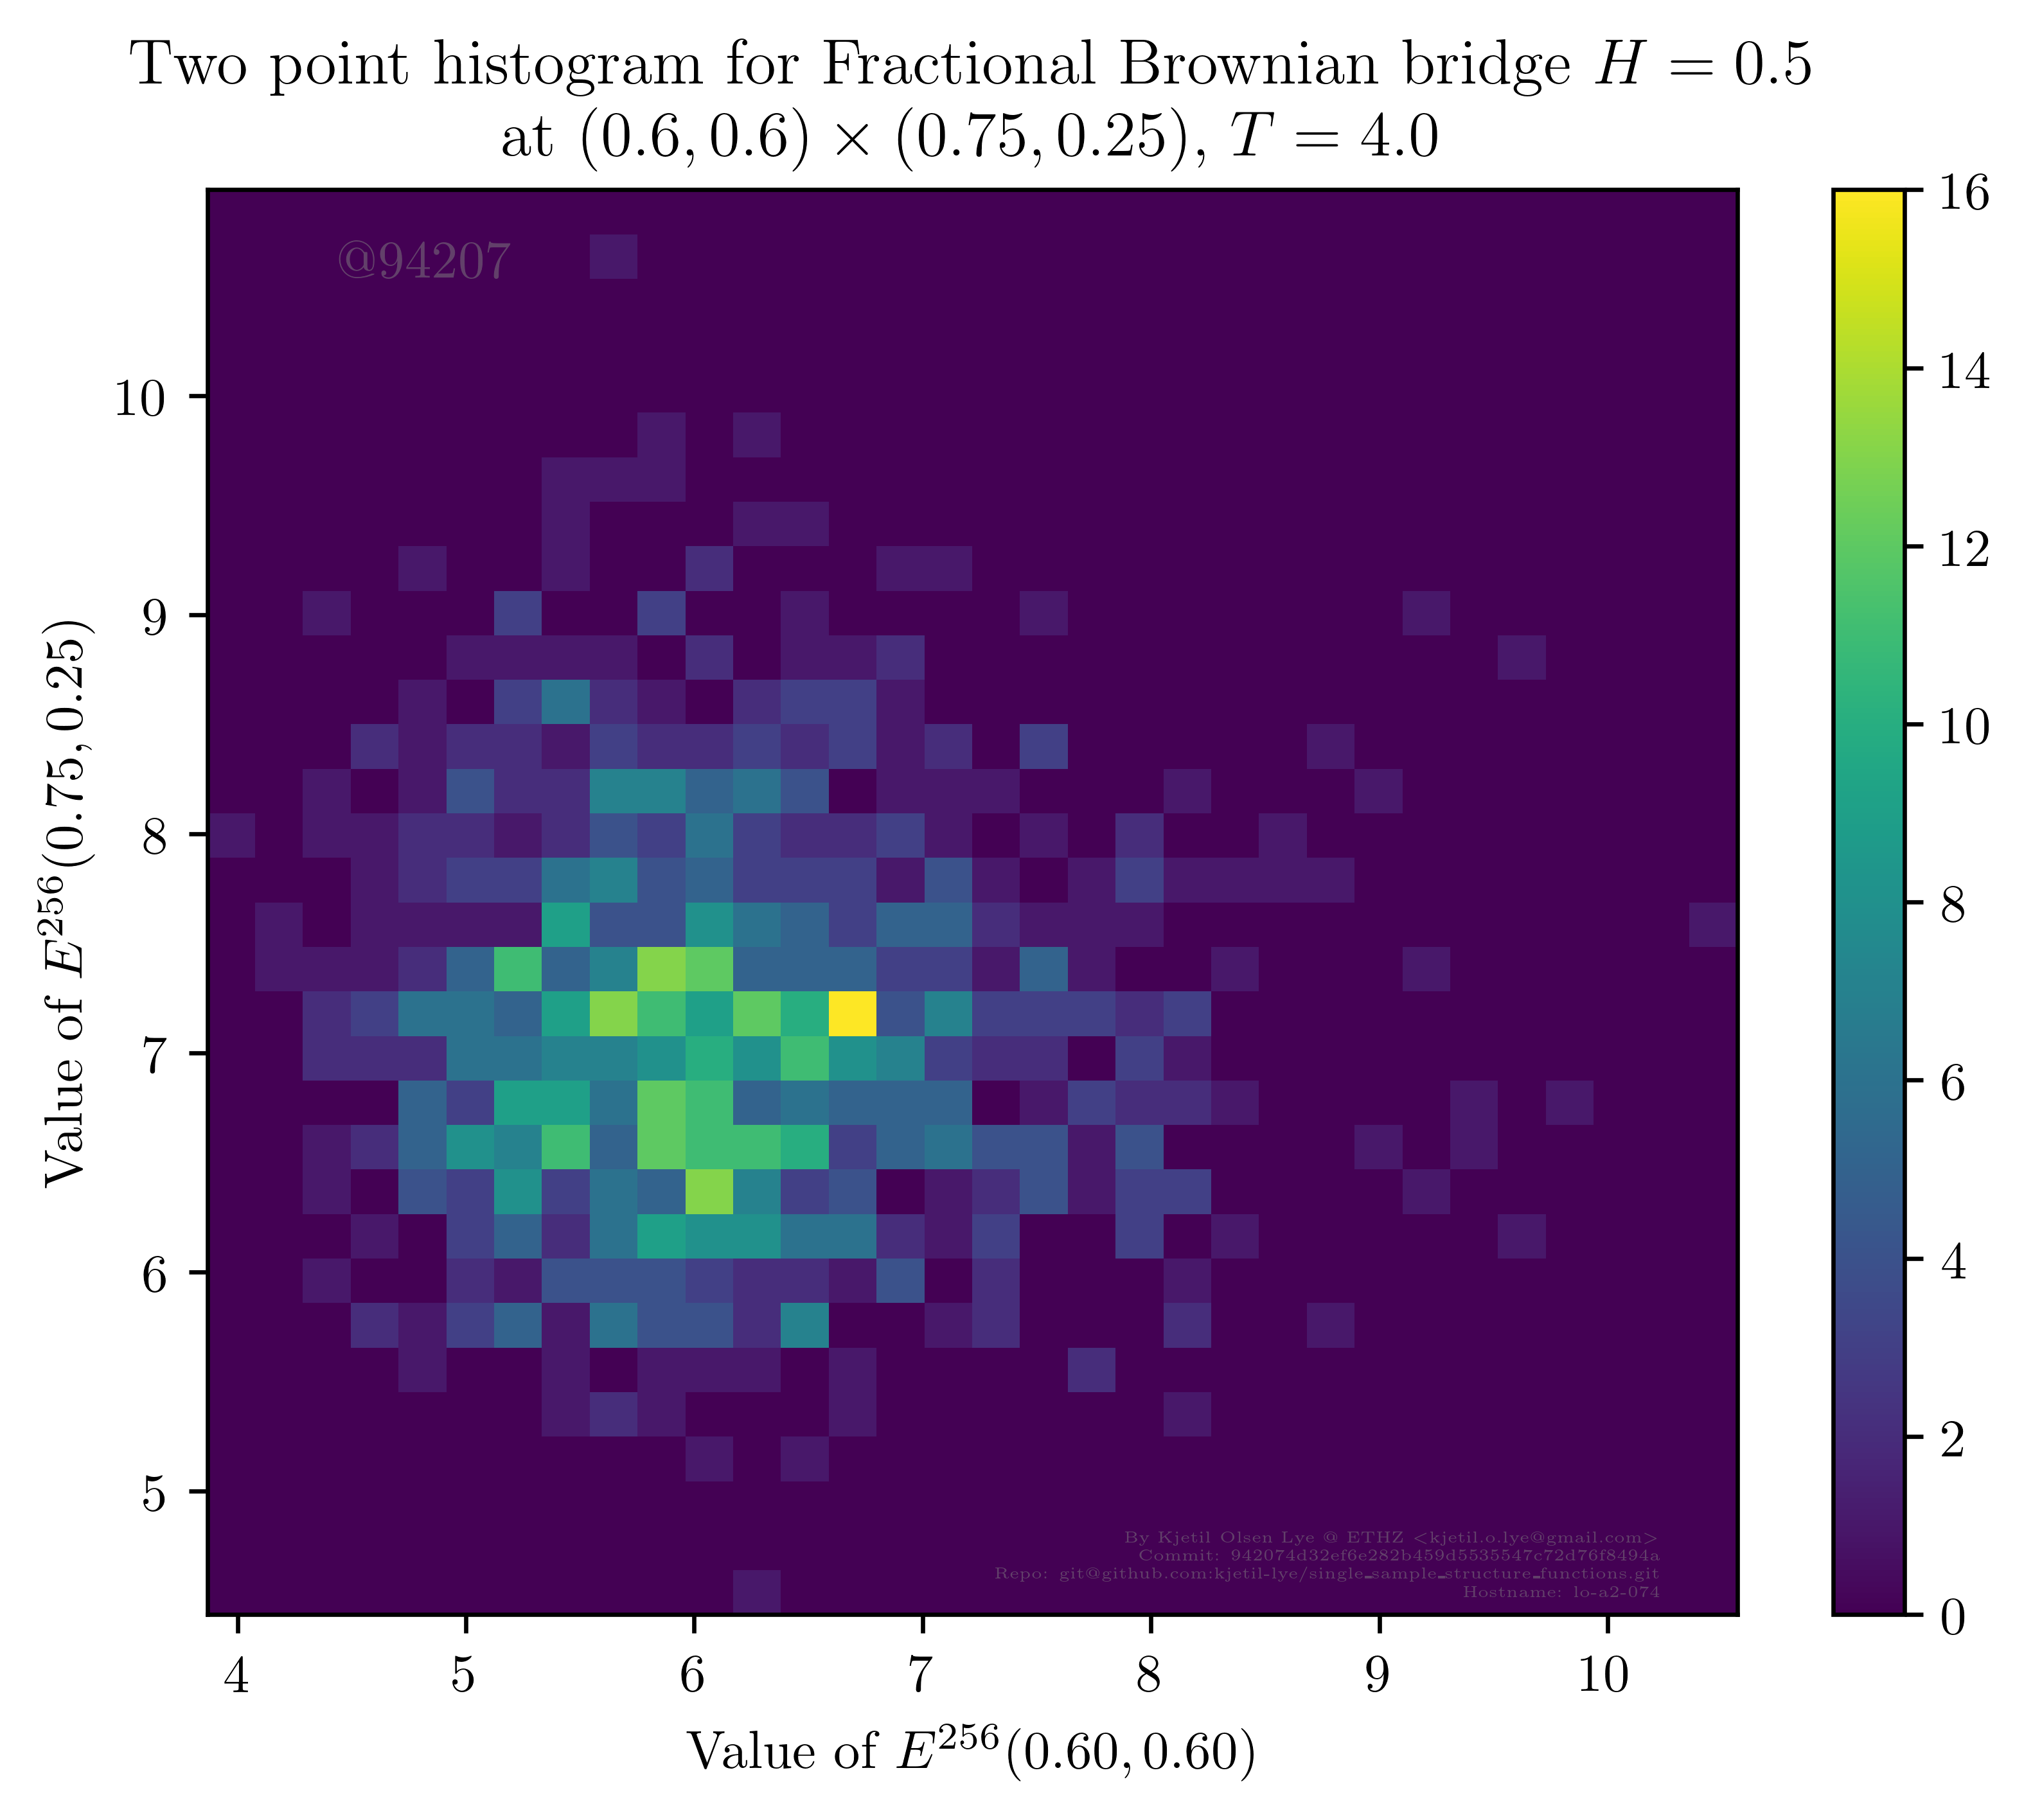 Two point histogram for Fractional Brownian bridge H = 0.5
at (0.6, 0.6) × (0.75, 0.25), T = 4.0
@94207
16
14
12
10
8
6
4
2
0
10
9
8
7
6
5
Value of E^256(0.75, 0.25)
By Kjetil Olsen Lye @ ETHZ <kjetil.o.lye@gmail.com>
Commit: 942074d32ef6e282b459d5535547c72d76f8494a
Repo: git@github.com:kjetil-lye/single_sample_structure_functions.git
Hostname: lo-a2-074
4 5 6 7 8 9 10
Value of E^256(0.60, 0.60)